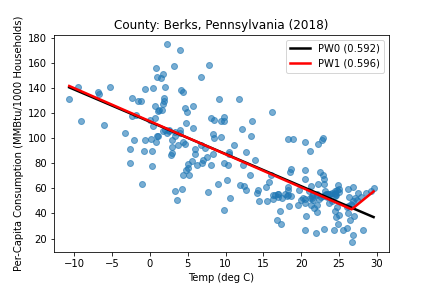 County: Berks, Pennsylvania (2018)
Per-Capita Consumption (MMBtu/1000 Households)
180
160
140
120
100
80
60
40
20
PW0 (0.592)
PW1 (0.596)
−10 −5 0 5 10 15 20 25 30
Temp (deg C)